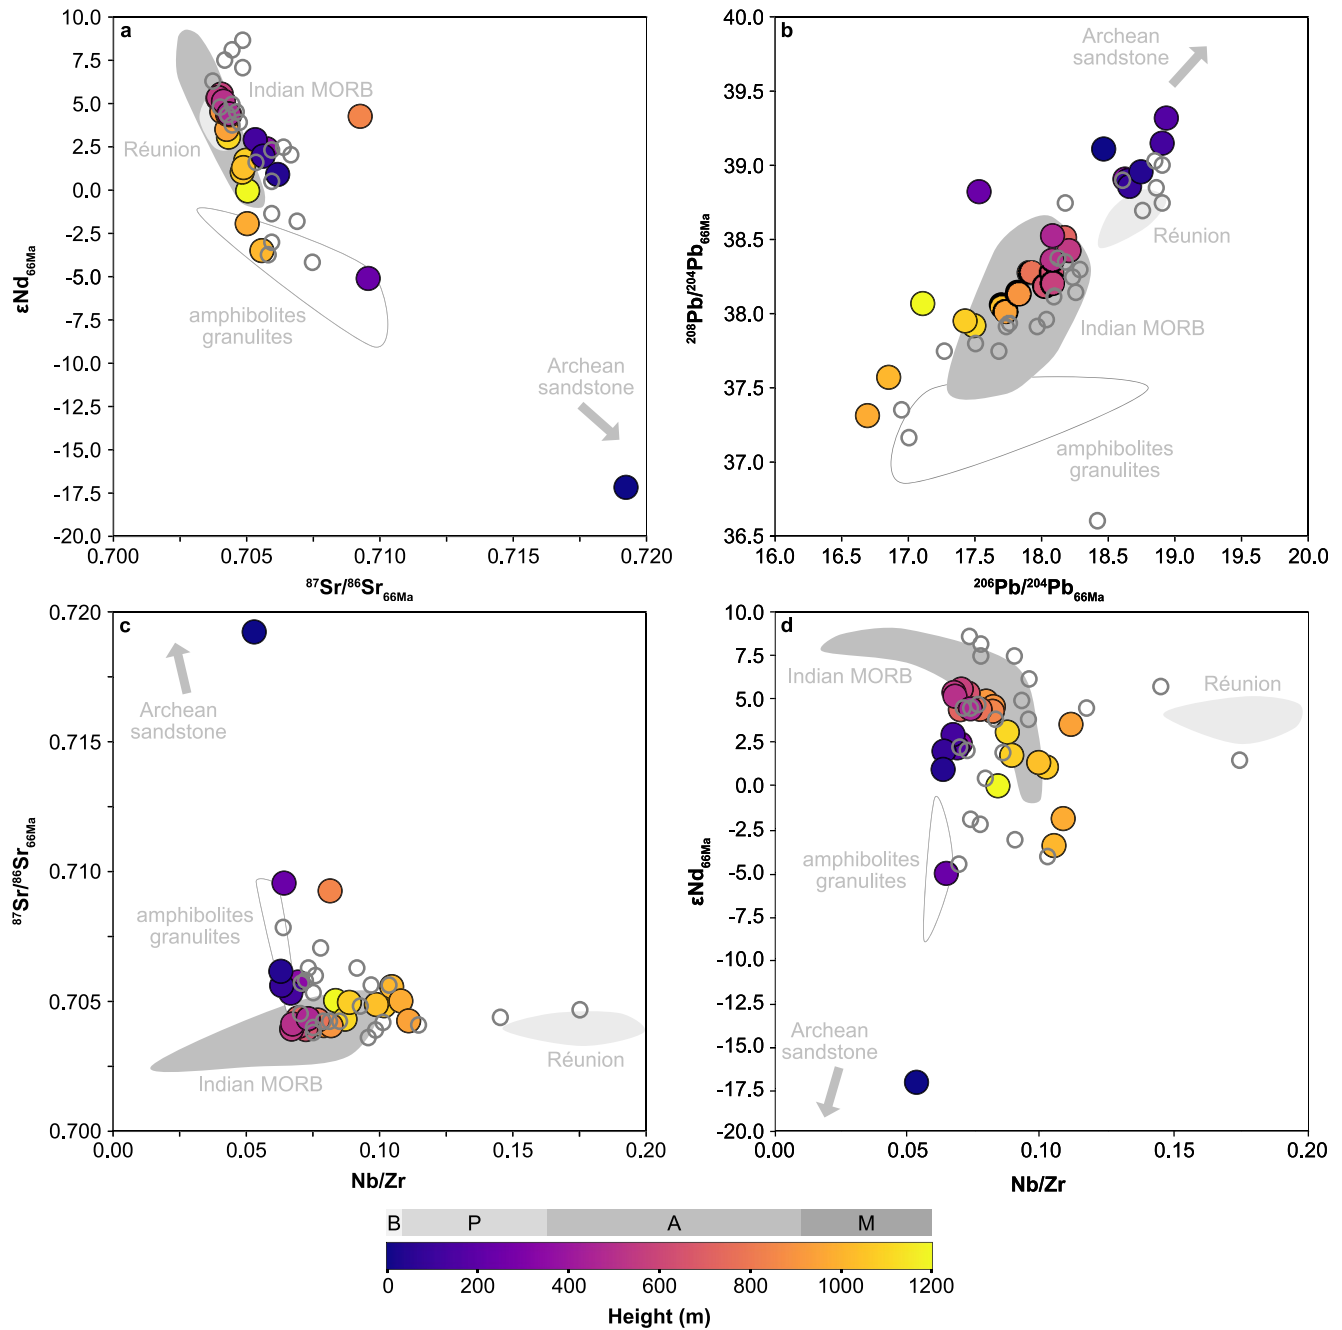 a
10.0
7.5
5.0
2.5
0.0
-2.5
-5.0
-7.5
-10.0
-12.5
-15.0
-17.5
-20.0
εNd66Ma
Indian MORB
Réunion
amphibolites
granulites
Archean
sandstone
0.700
0.705
0.710
0.715
0.720
87Sr/86Sr66Ma
b
40.0
39.5
39.0
38.5
38.0
37.5
37.0
36.5
208Pb/204Pb66Ma
Archean
sandstone
Réunion
Indian MORB
amphibolites
granulites
16.0
16.5
17.0
17.5
18.0
18.5
19.0
19.5
20.0
206Pb/204Pb66Ma
c
0.720
0.715
0.710
0.705
0.700
87Sr/86Sr66Ma
Archean
sandstone
amphibolites
granulites
Indian MORB
Réunion
0.00
0.05
0.10
0.15
0.20
Nb/Zr
d
10.0
7.5
5.0
2.5
0.0
-2.5
-5.0
-7.5
-10.0
-12.5
-15.0
-17.5
-20.0
εNd66Ma
Indian MORB
Réunion
amphibolites
granulites
Archean
sandstone
0.00
0.05
0.10
0.15
0.20
Nb/Zr
B
P
A
M
0
200
400
600
800
1000
1200
Height (m)